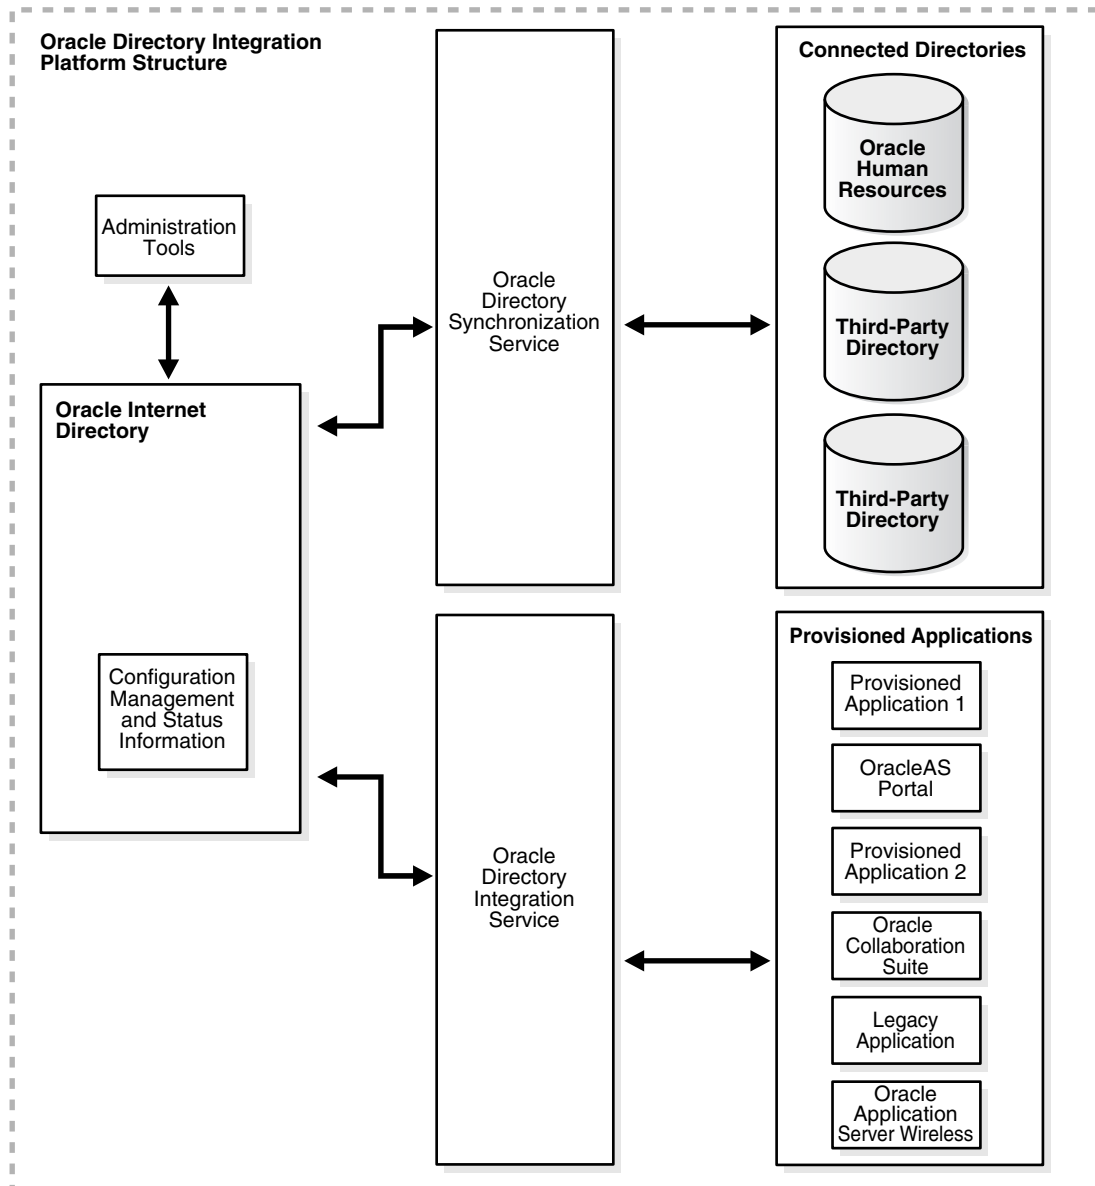 Oracle Directory Integration
Platform Structure
Administration
Tools
Oracle Internet
Directory
Configuration
Management
and Status
Information
Oracle
Directory
Synchronization
Service
Oracle
Directory
Integration
Service
Connected Directories
Oracle
Human
Resources
Third-Party
Directory
Third-Party
Directory
Provisioned Applications
Provisioned
Application 1
OracleAS
Portal
Provisioned
Application 2
Oracle
Collaboration
Suite
Legacy
Application
Oracle
Application
Server Wireless